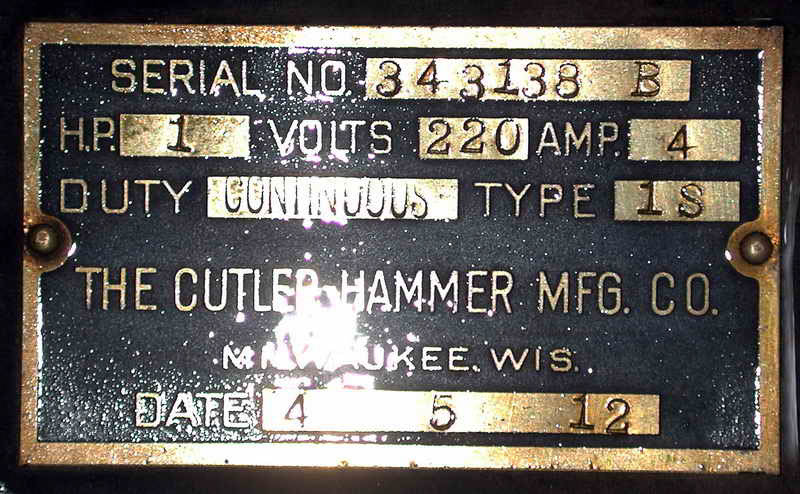 SERIAL NO. 343138 B
H.P. 1 VOLTS 220 AMP. 4
DUTY CONTINUOUS TYPE 1S
THE CUTLER-HAMMER MFG. CO.
MILWAUKEE, WIS.
DATE 4 5 12